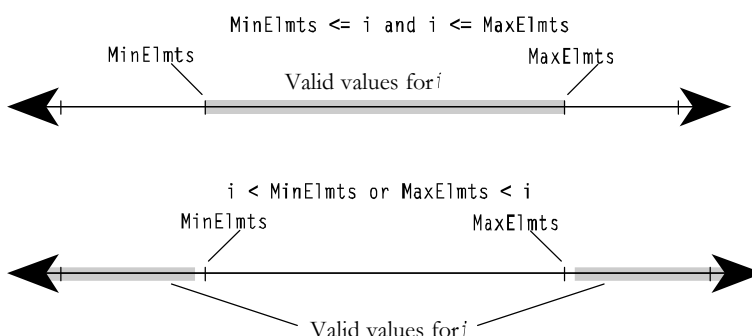 MinElmts <= i and i <= MaxElmts
MinElmts
MaxElmts
Valid values for i
i < MinElmts or MaxElmts < i
MinElmts
MaxElmts
Valid values for i